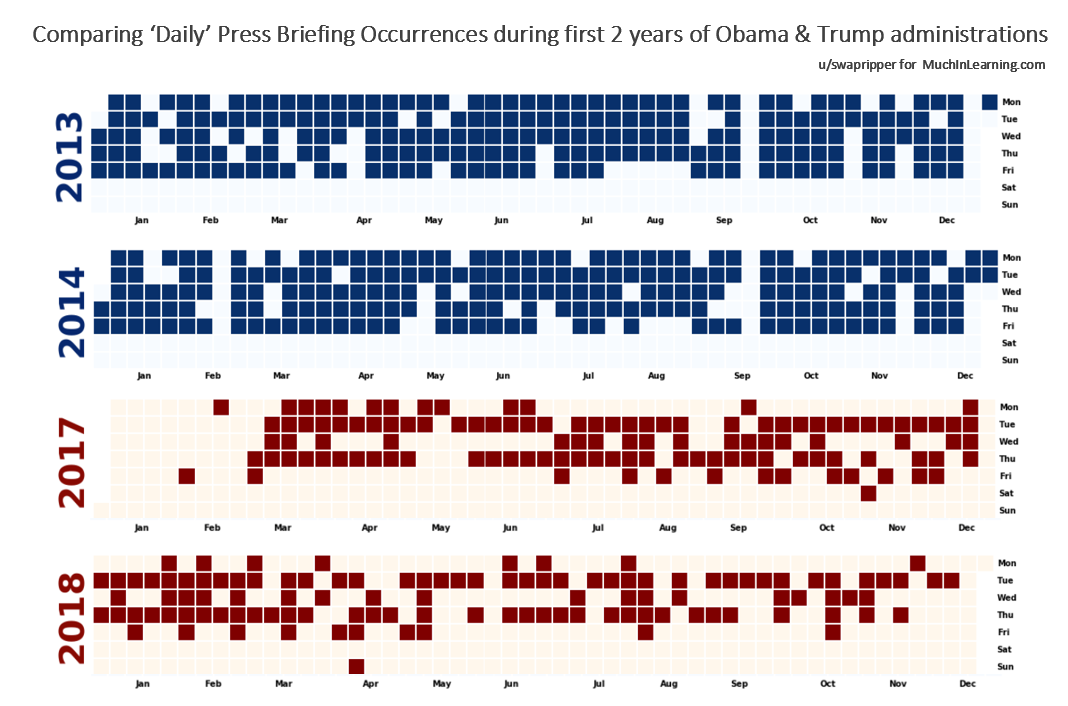 Comparing ‘Daily’ Press Briefing Occurrences during first 2 years of Obama & Trump administrations
u/swapripper for MuchInLearning.com
2013
Mon
Tue
Wed
Thu
Fri
Sat
Sun
Jan Feb Mar Apr May Jun Jul Aug Sep Oct Nov Dec
2014
Mon
Tue
Wed
Thu
Fri
Sat
Sun
Jan Feb Mar Apr May Jun Jul Aug Sep Oct Nov Dec
2017
Mon
Tue
Wed
Thu
Fri
Sat
Sun
Jan Feb Mar Apr May Jun Jul Aug Sep Oct Nov Dec
2018
Mon
Tue
Wed
Thu
Fri
Sat
Sun
Jan Feb Mar Apr May Jun Jul Aug Sep Oct Nov Dec